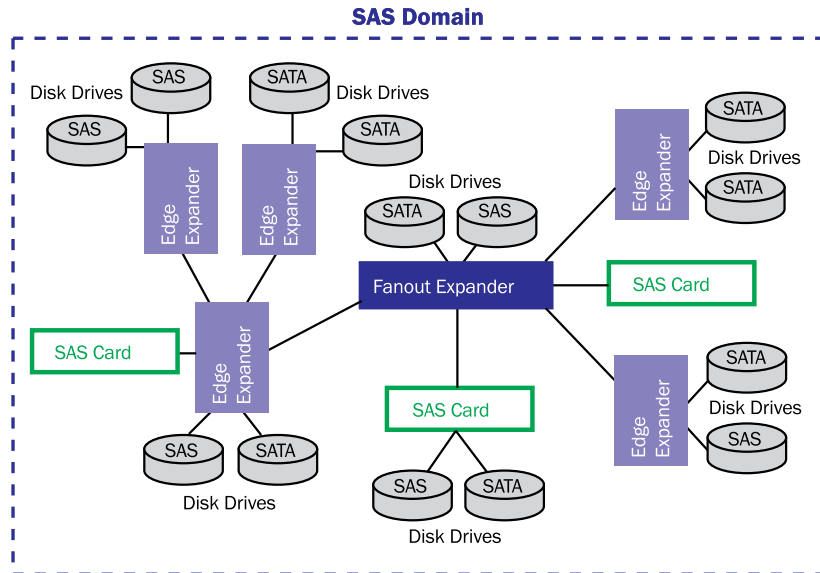 SAS Domain
SAS
SATA
Disk Drives
Disk Drives
SAS
SATA
Edge
Expander
Edge
Expander
Disk Drives
SATA
SAS
Edge
Expander
SATA
Disk Drives
SATA
Fanout Expander
SAS Card
SAS Card
Edge
Expander
SAS Card
Edge
Expander
SATA
Disk Drives
SAS
SAS
SATA
Disk Drives
SAS
SATA
Disk Drives